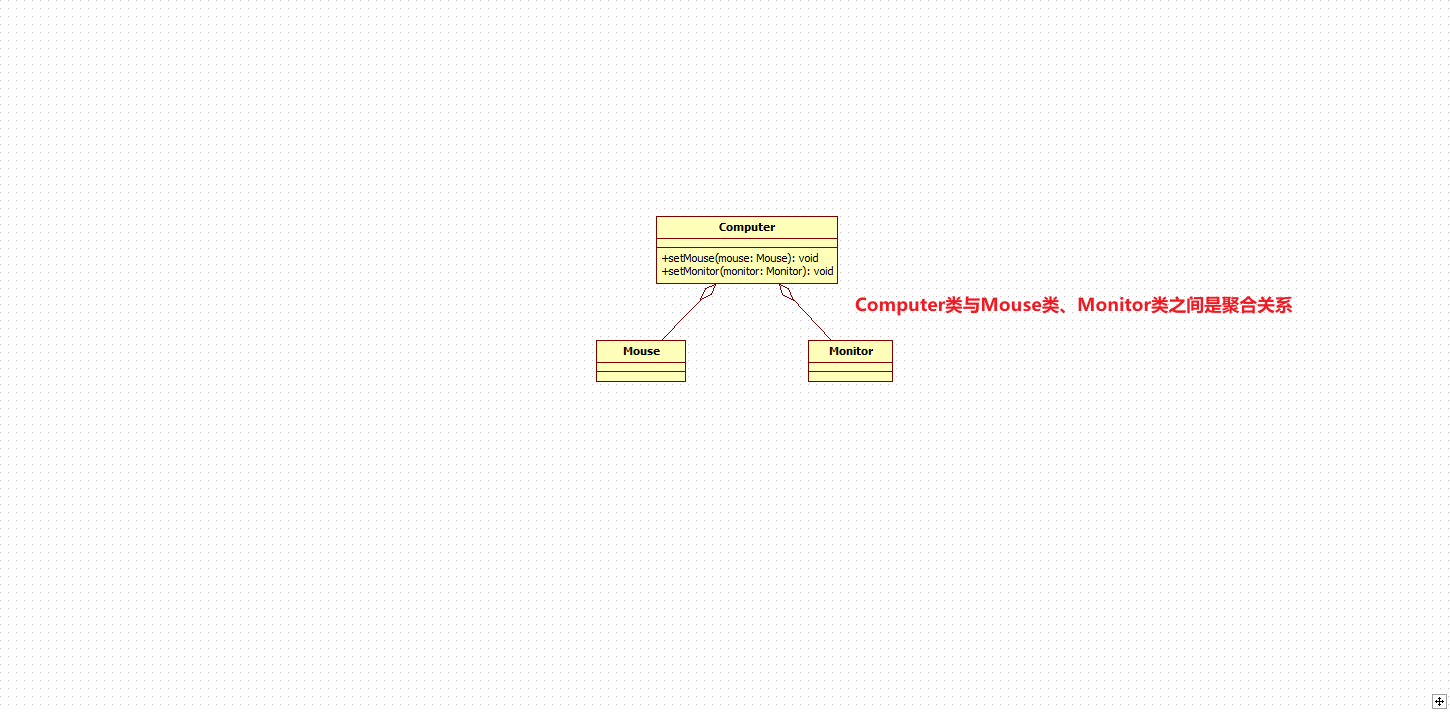 Computer
+setMouse(mouse: Mouse): void
+setMonitor(monitor: Monitor): void
Computer类与Mouse类、Monitor类之间是聚合关系
Mouse
Monitor